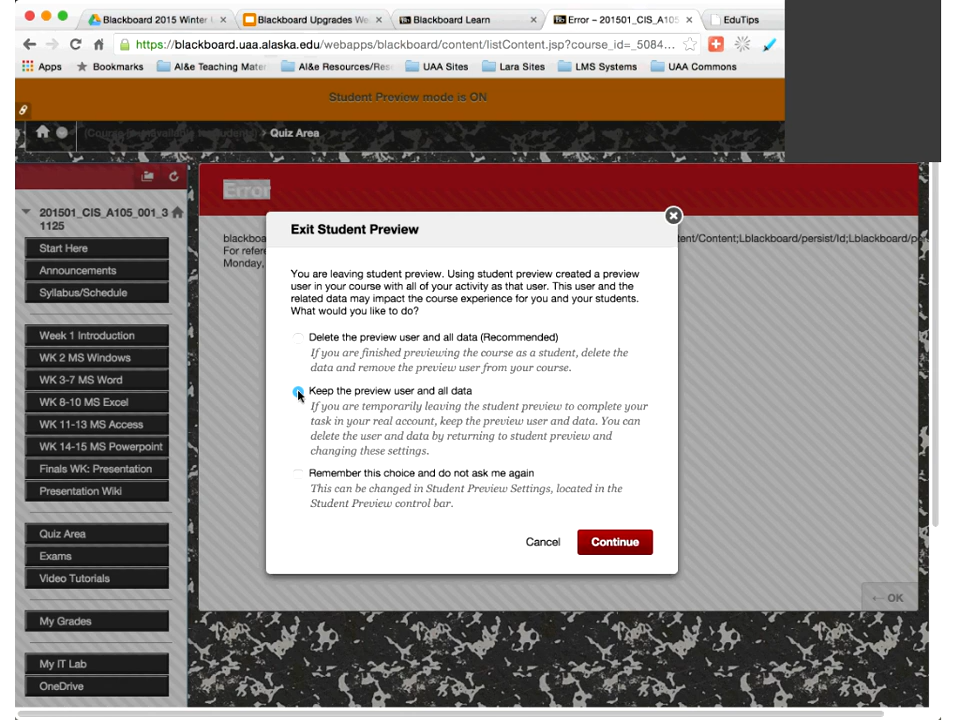 Blackboard 2015 Winter
Blackboard Upgrades We
Blackboard Learn
Error – 201501_CIS_A105
EduTips
https://blackboard.uaa.alaska.edu/webapps/blackboard/content/listContent.jsp?course_id=_5084...
Apps
Bookmarks
AI&e Teaching Mater
AI&e Resources/Res
UAA Sites
Lara Sites
LMS Systems
UAA Commons
Student Preview mode is ON
Quiz Area
Error
201501_CIS_A105_001_3
1125
Start Here
Announcements
Syllabus/Schedule
Week 1 Introduction
WK 2 MS Windows
WK 3-7 MS Word
WK 8-10 MS Excel
WK 11-13 MS Access
WK 14-15 MS Powerpoint
Finals WK: Presentation
Presentation Wiki
Quiz Area
Exams
Video Tutorials
My Grades
My IT Lab
OneDrive
blackboa
tent/Content;Lblackboard/persist/Id;Lblackboard/per
For refere
Monday,
Exit Student Preview
You are leaving student preview. Using student preview created a preview
user in your course with all of your activity as that user. This user and the
related data may impact the course experience for you and your students.
What would you like to do?
Delete the preview user and all data (Recommended)
If you are finished previewing the course as a student, delete the
data and remove the preview user from your course.
Keep the preview user and all data
If you are temporarily leaving the student preview to complete your
task in your real account, keep the preview user and data. You can
delete the user and data by returning to student preview and
changing these settings.
Remember this choice and do not ask me again
This can be changed in Student Preview Settings, located in the
Student Preview control bar.
Cancel
Continue
← OK